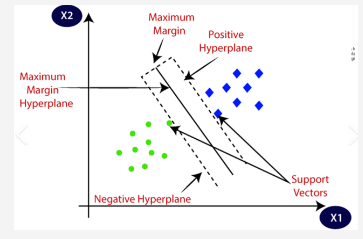 X2
Maximum
Margin
Positive
Hyperplane
Maximum
Margin
Hyperplane
Support
Vectors
Negative Hyperplane
X1